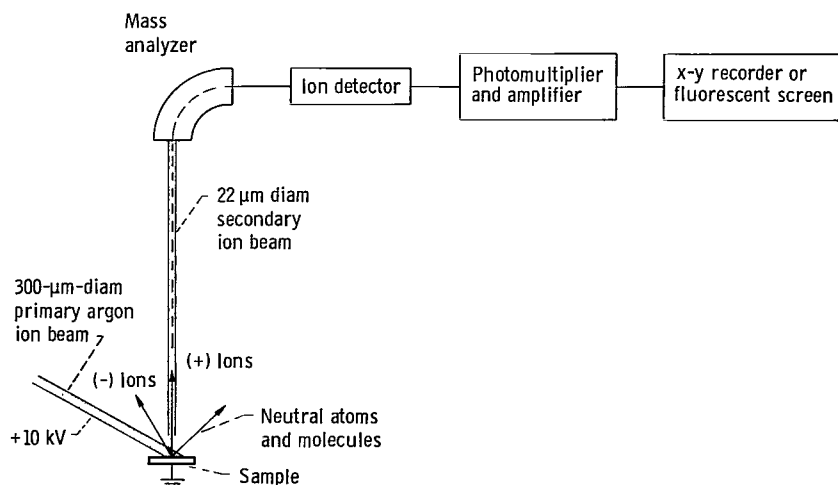 Mass
analyzer
Ion detector
Photomultiplier
and amplifier
x-y recorder or
fluorescent screen
22 μm diam
secondary
ion beam
300-μm-diam
primary argon
ion beam
(-) Ions
(+) Ions
+10 kV
Neutral atoms
and molecules
Sample